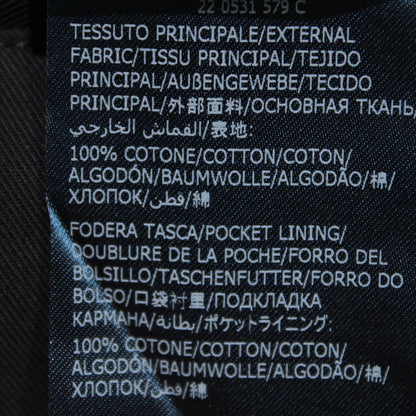 22 0531 579 C
TESSUTO PRINCIPALE/EXTERNAL
FABRIC/TISSU PRINCIPAL/TEJIDO
PRINCIPAL/AUßENGEWEBE/TECIDO
PRINCIPAL/外部面料/ОСНОВНАЯ ТКАНЬ/
القماش الخارجي/表地:
100% COTONE/COTTON/COTON/
ALGODÓN/BAUMWOLLE/ALGODÃO/棉/
ХЛОПОК/قطن/綿
FODERA TASCA/POCKET LINING/
DOUBLURE DE LA POCHE/FORRO DEL
BOLSILLO/TASCHENFUTTER/FORRO DO
BOLSO/口袋衬里/ПОДКЛАДКА
КАРМАНА/بطانة/ポケットライニング:
100% COTONE/COTTON/COTON/
ALGODÓN/BAUMWOLLE/ALGODÃO/棉/
ХЛОПОК/قطن/綿